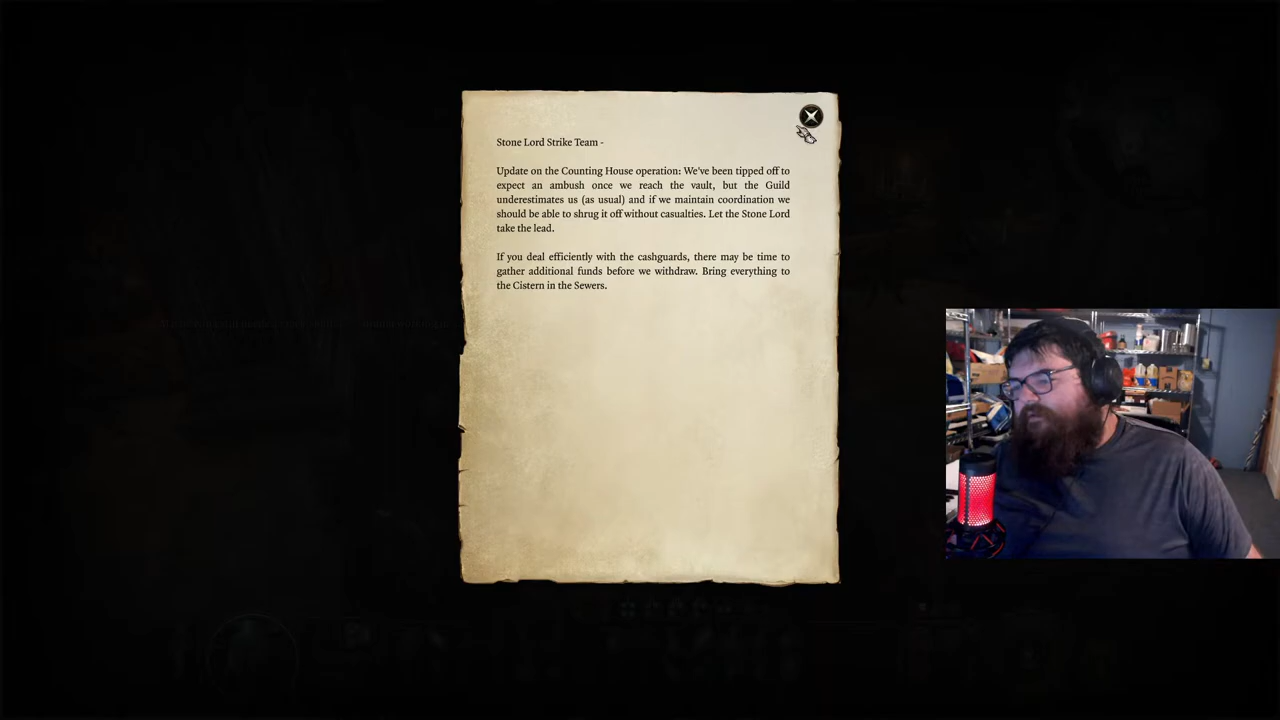 Stone Lord Strike Team -
Update on the Counting House operation: We've been tipped off to
expect an ambush once we reach the vault, but the Guild
underestimates us (as usual) and if we maintain coordination we
should be able to shrug it off without casualties. Let the Stone Lord
take the lead.
If you deal efficiently with the cashguards, there may be time to
gather additional funds before we withdraw. Bring everything to
the Cistern in the Sewers.